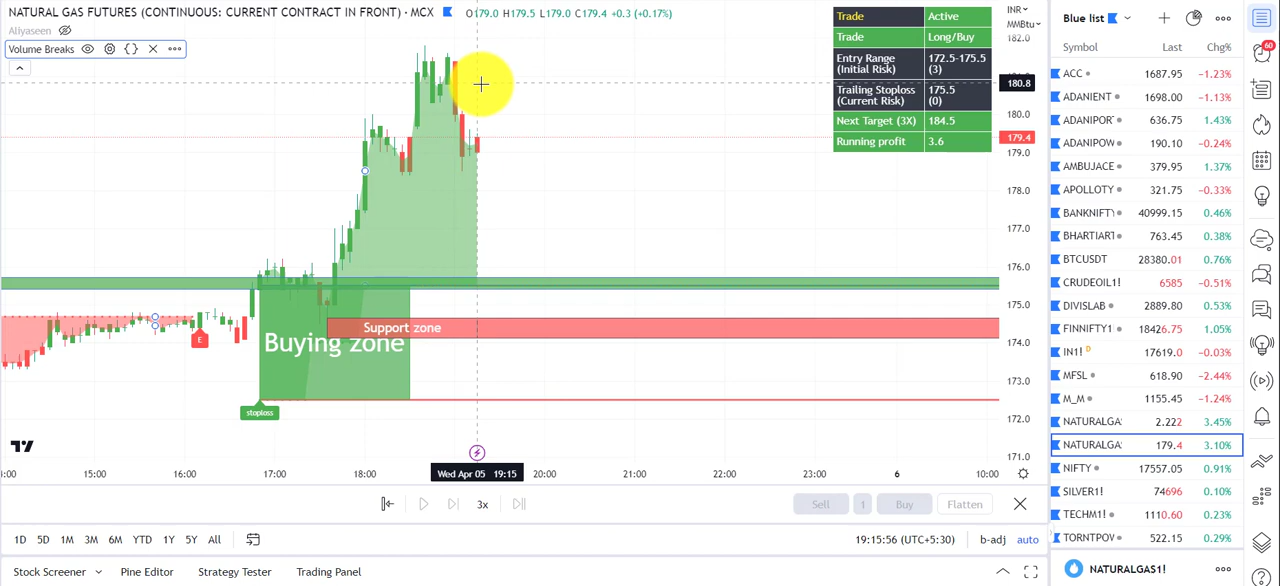 NATURAL GAS FUTURES (CONTINUOUS: CURRENT CONTRACT IN FRONT) · MCX O179.0 H179.5 L179.0 C179.4 +0.3 (+0.17%)
Aliyaseen
Volume Breaks
Trade Active
Trade Long/Buy
Entry Range (Initial Risk) 172.5-175.5 (3)
Trailing Stoploss (Current Risk) 175.5 (0)
Next Target (3X) 184.5
Running profit 3.6
INR
MMBtu
182.0
180.8
180.0
179.4
179.0
178.0
177.0
176.0
175.0
174.0
173.0
172.0
171.0
Support zone
Buying zone
E
stoploss
15:00 16:00 17:00 18:00 Wed Apr 05 19:15 20:00 21:00 22:00 23:00 6 10:00
3x
Sell 1 Buy Flatten
1D 5D 1M 3M 6M YTD 1Y 5Y All 19:15:56 (UTC+5:30) b-adj auto
Stock Screener Pine Editor Strategy Tester Trading Panel
Blue list
Symbol Last Chg%
ACC 1687.95 −1.23%
ADANIENT 1698.00 −1.13%
ADANIPOR 636.75 1.43%
ADANIPOW 190.10 −0.24%
AMBUJACE 379.95 1.37%
APOLLOTY 321.75 −0.33%
BANKNIFTY 40999.15 0.46%
BHARTIART 763.45 0.38%
BTCUSDT 28380.01 0.76%
CRUDEOIL1! 6585 −0.51%
DIVISLAB 2889.80 0.53%
FINNIFTY1 18426.75 1.05%
IN1! D 17619.0 −0.03%
MFSL 618.90 −2.44%
M_M 1155.45 −1.24%
NATURALGA 2.222 3.45%
NATURALGA 179.4 3.10%
NIFTY 17557.05 0.91%
SILVER1! 74696 0.10%
TECHM1! 1110.60 0.23%
TORNTPOV 522.15 0.29%
NATURALGAS1!
60